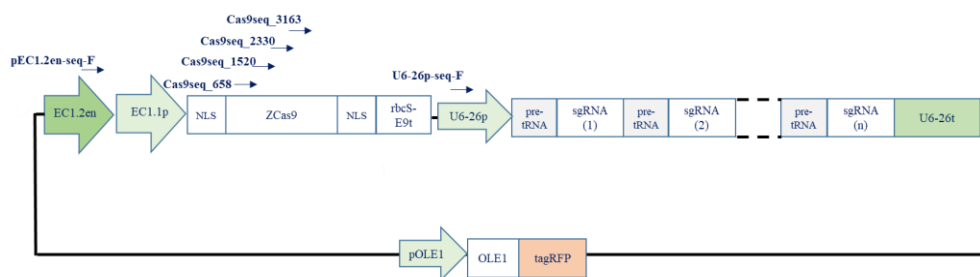 Cas9seq_3163
Cas9seq_2330
pEC1.2en-seq-F
Cas9seq_1520
U6-26p-seq-F
Cas9seq_658
EC1.2en
EC1.1p
NLS
ZCas9
NLS
rbcS-
E9t
U6-26p
pre-
tRNA
sgRNA
(1)
pre-
tRNA
sgRNA
(2)
pre-
tRNA
sgRNA
(n)
U6-26t
pOLE1
OLE1
tagRFP